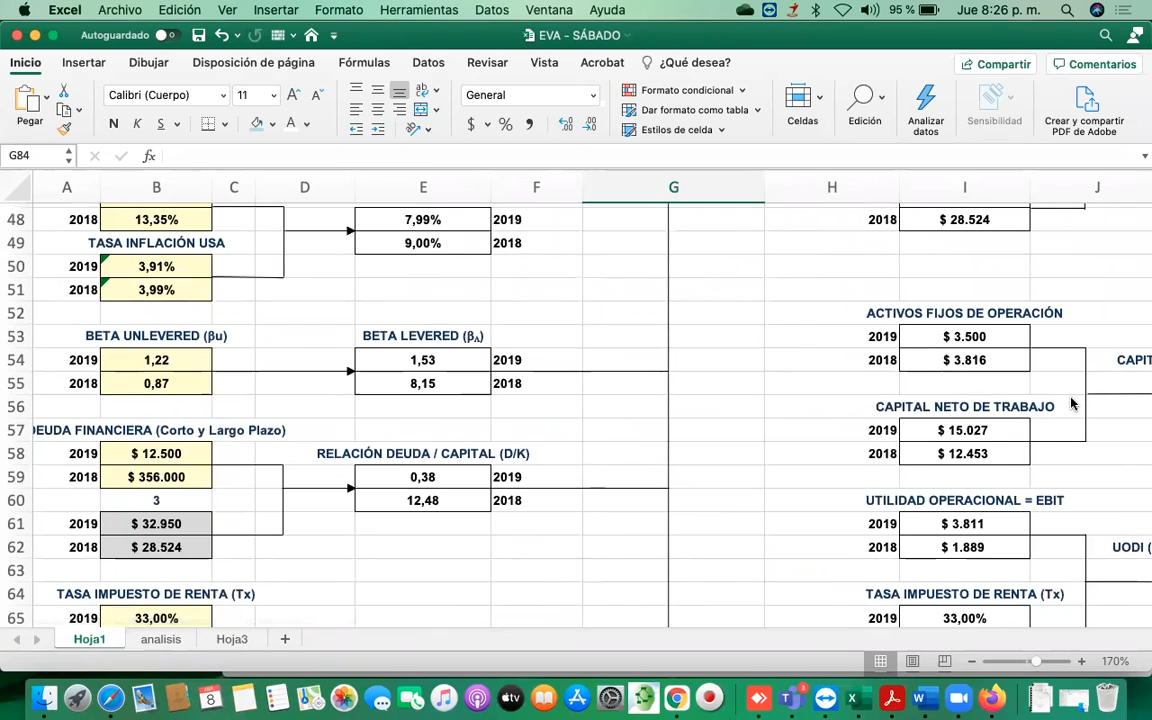 Excel Archivo Edición Ver Insertar Formato Herramientas Datos Ventana Ayuda 95 % Jue 8:26 p. m.
Autoguardado EVA - SÁBADO
Inicio Insertar Dibujar Disposición de página Fórmulas Datos Revisar Vista Acrobat ¿Qué desea? Compartir Comentarios
Pegar Calibri (Cuerpo) 11 A A General Formato condicional
Dar formato como tabla
N K S A $ % Estilos de celda
Celdas Edición Analizar datos Sensibilidad Crear y compartir PDF de Adobe
G84 fx
A B C D E F G H I J
48 2018 13,35% 7,99% 2019 2018 $ 28.524
49 TASA INFLACIÓN USA 9,00% 2018
50 2019 3,91%
51 2018 3,99%
52 ACTIVOS FIJOS DE OPERACIÓN
53 BETA UNLEVERED (βu) BETA LEVERED (βA) 2019 $ 3.500
54 2019 1,22 1,53 2019 2018 $ 3.816 CAPIT
55 2018 0,87 8,15 2018
56 CAPITAL NETO DE TRABAJO
57 DEUDA FINANCIERA (Corto y Largo Plazo) 2019 $ 15.027
58 2019 $ 12.500 RELACIÓN DEUDA / CAPITAL (D/K) 2018 $ 12.453
59 2018 $ 356.000 0,38 2019
60 3 12,48 2018 UTILIDAD OPERACIONAL = EBIT
61 2019 $ 32.950 2019 $ 3.811
62 2018 $ 28.524 2018 $ 1.889 UODI (
63
64 TASA IMPUESTO DE RENTA (Tx) TASA IMPUESTO DE RENTA (Tx)
65 2019 33,00% 2019 33,00%
Hoja1 analisis Hoja3
170%